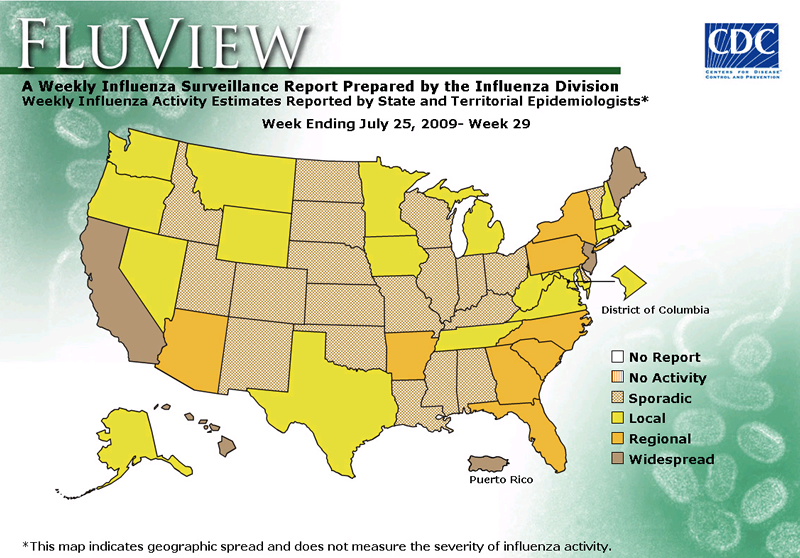 FLUVIEW
CDC
CENTERS FOR DISEASE
CONTROL AND PREVENTION
A Weekly Influenza Surveillance Report Prepared by the Influenza Division
Weekly Influenza Activity Estimates Reported by State and Territorial Epidemiologists*
Week Ending July 25, 2009- Week 29
District of Columbia
No Report
No Activity
Sporadic
Local
Regional
Widespread
Puerto Rico
*This map indicates geographic spread and does not measure the severity of influenza activity.